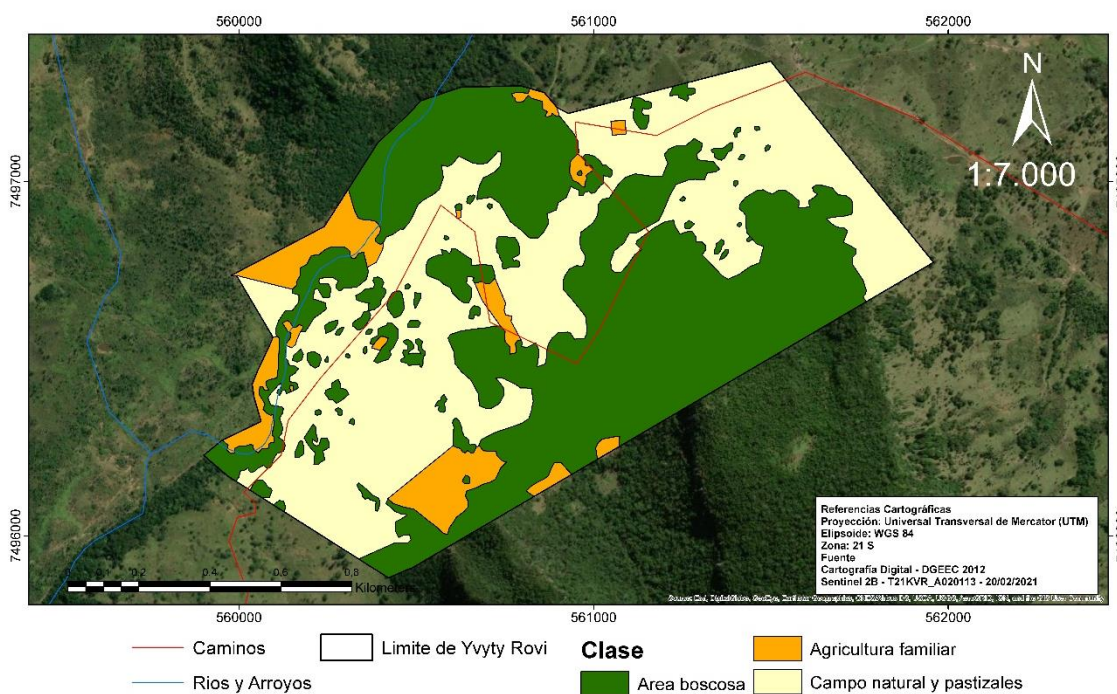 560000 561000 562000
N
1:7.000
7497000
7496000
Referencias Cartográficas
Proyección: Universal Transversal de Mercator (UTM)
Elipsoide: WGS 84
Zona: 21 S
Fuente
Cartografía Digital - DGEEC 2012
Sentinel 2B - T21KVR_A020113 - 20/02/2021
0 0,2 0,4 0,6 0,8
Kilometers
560000 561000 562000
Caminos
Limite de Yvyty Rovi
Clase
Agricultura familiar
Rios y Arroyos
Area boscosa
Campo natural y pastizales